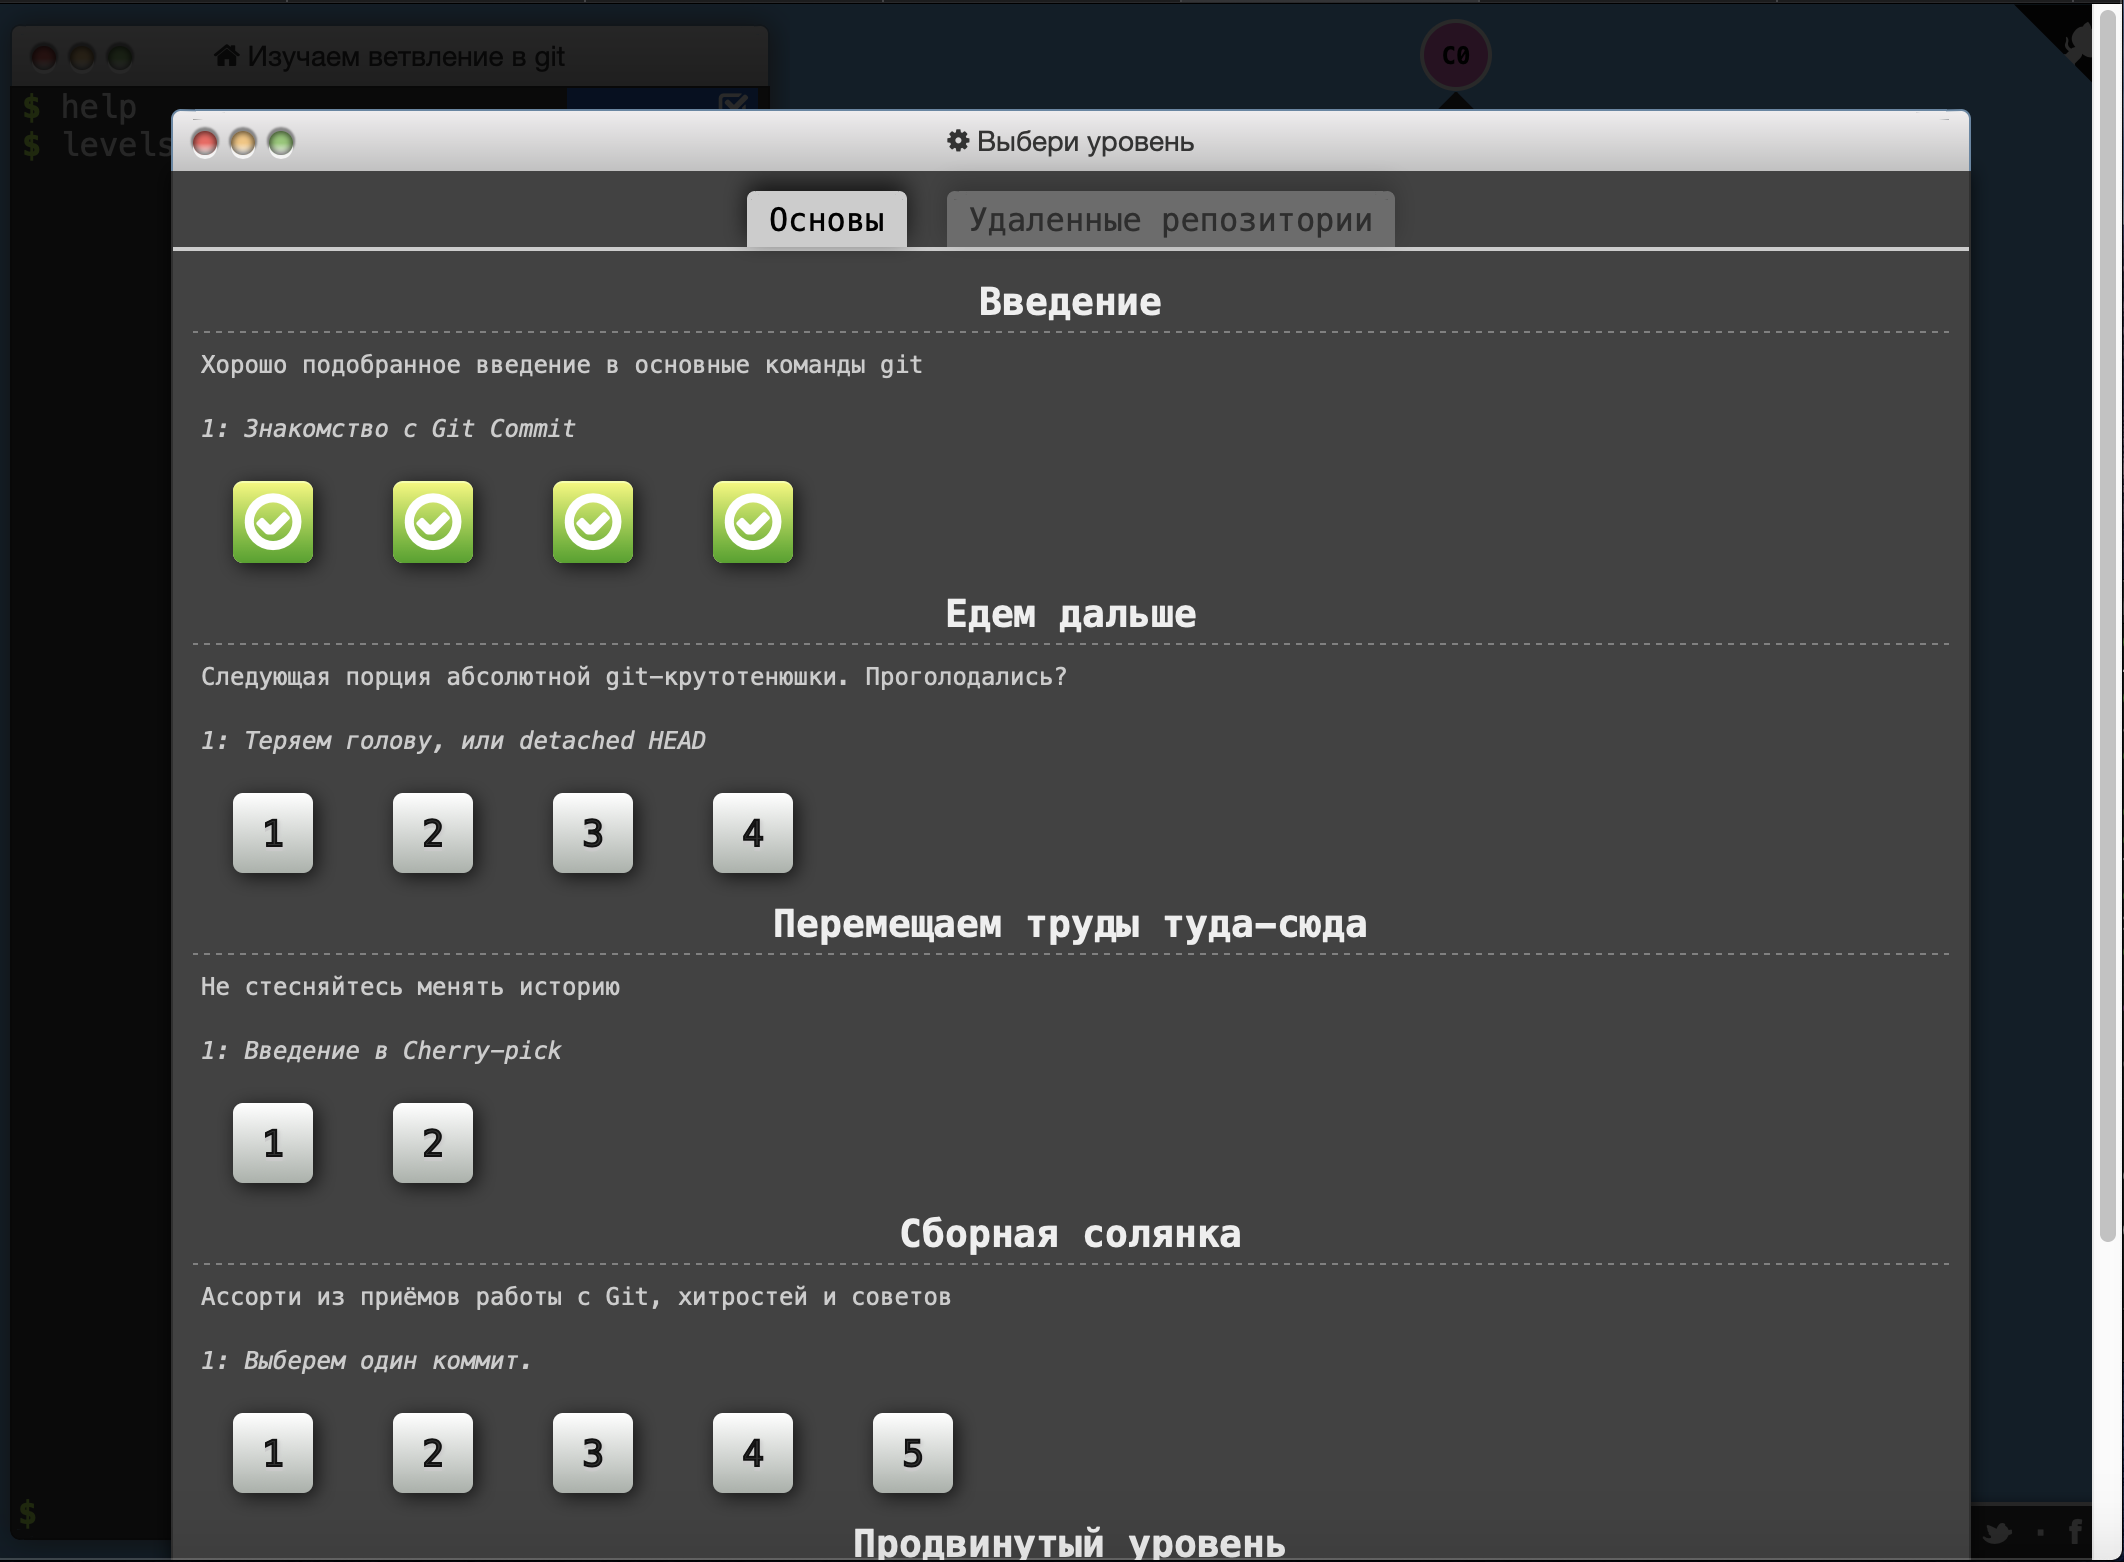 Изучаем ветвление в git
C0
$ help
$ levels
Выбери уровень
Основы
Удаленные репозитории
Введение
Хорошо подобранное введение в основные команды git
1: Знакомство с Git Commit
Едем дальше
Следующая порция абсолютной git-крутотенюшки. Проголодались?
1: Теряем голову, или detached HEAD
1 2 3 4
Перемещаем труды туда-сюда
Не стесняйтесь менять историю
1: Введение в Cherry-pick
1 2
Сборная солянка
Ассорти из приёмов работы с Git, хитростей и советов
1: Выберем один коммит.
1 2 3 4 5
$
Продвинутый уровень